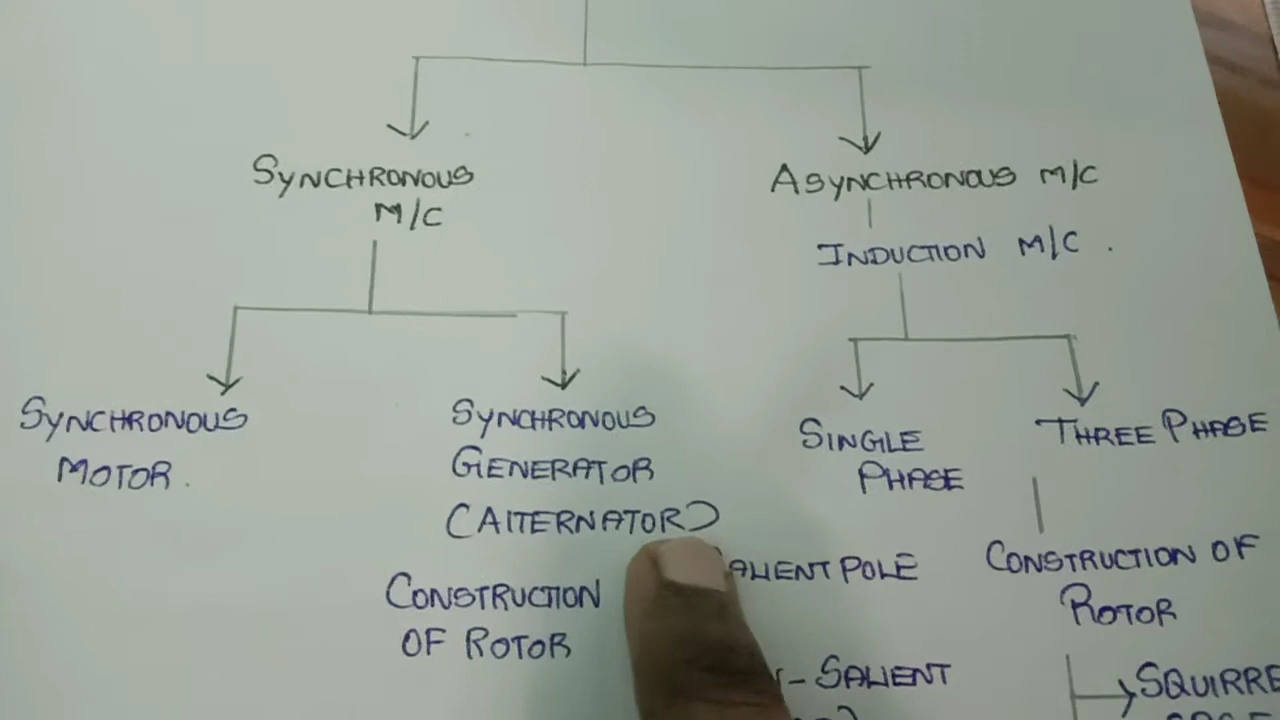 SYNCHRONOUS
M/C
ASYNCHRONOUS M/C
INDUCTION M/C .
SYNCHRONOUS
MOTOR.
SYNCHRONOUS
GENERATOR
(AlTERNATOR)
CONSTRUCTION
OF ROTOR
ALIENT POLE
- SALIENT
SINGLE
PHASE
THREE PHASE
CONSTRUCTION OF
ROTOR
SQUIRRE